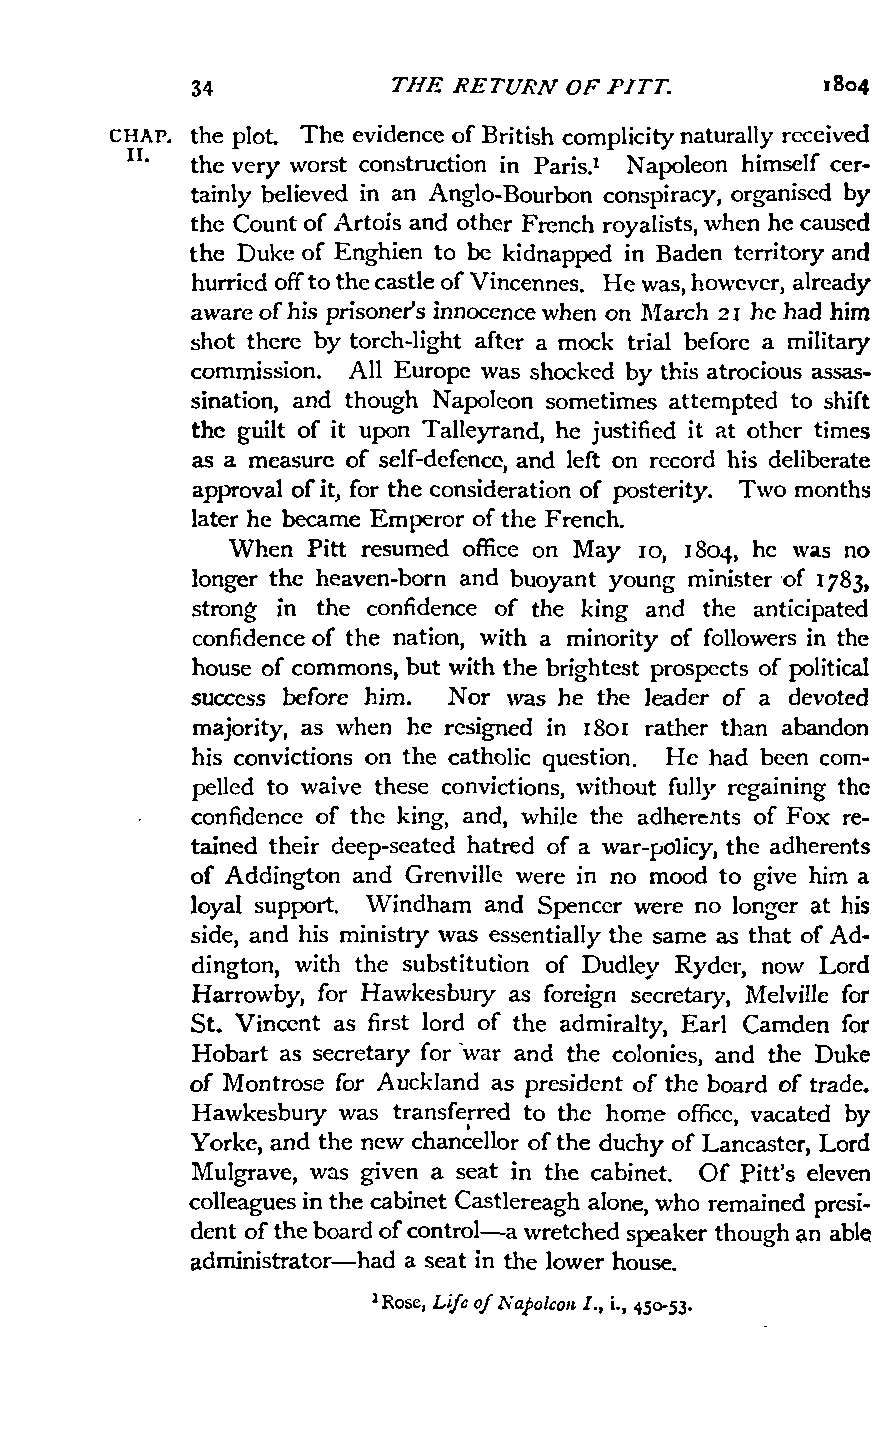 34 THE RETURN OF PITT. 1804
CHAP. II.
the plot. The evidence of British complicity naturally received
the very worst construction in Paris.¹ Napoleon himself cer-
tainly believed in an Anglo-Bourbon conspiracy, organised by
the Count of Artois and other French royalists, when he caused
the Duke of Enghien to be kidnapped in Baden territory and
hurried off to the castle of Vincennes. He was, however, already
aware of his prisoner's innocence when on March 21 he had him
shot there by torch-light after a mock trial before a military
commission. All Europe was shocked by this atrocious assas-
sination, and though Napoleon sometimes attempted to shift
the guilt of it upon Talleyrand, he justified it at other times
as a measure of self-defence, and left on record his deliberate
approval of it, for the consideration of posterity. Two months
later he became Emperor of the French.
When Pitt resumed office on May 10, 1804, he was no
longer the heaven-born and buoyant young minister of 1783,
strong in the confidence of the king and the anticipated
confidence of the nation, with a minority of followers in the
house of commons, but with the brightest prospects of political
success before him. Nor was he the leader of a devoted
majority, as when he resigned in 1801 rather than abandon
his convictions on the catholic question. He had been com-
pelled to waive these convictions, without fully regaining the
confidence of the king, and, while the adherents of Fox re-
tained their deep-seated hatred of a war-policy, the adherents
of Addington and Grenville were in no mood to give him a
loyal support. Windham and Spencer were no longer at his
side, and his ministry was essentially the same as that of Ad-
dington, with the substitution of Dudley Ryder, now Lord
Harrowby, for Hawkesbury as foreign secretary, Melville for
St. Vincent as first lord of the admiralty, Earl Camden for
Hobart as secretary for war and the colonies, and the Duke
of Montrose for Auckland as president of the board of trade.
Hawkesbury was transferred to the home office, vacated by
Yorke, and the new chancellor of the duchy of Lancaster, Lord
Mulgrave, was given a seat in the cabinet. Of Pitt's eleven
colleagues in the cabinet Castlereagh alone, who remained presi-
dent of the board of control—a wretched speaker though an able
administrator—had a seat in the lower house.
¹ Rose, Life of Napoleon I., i., 450-53.